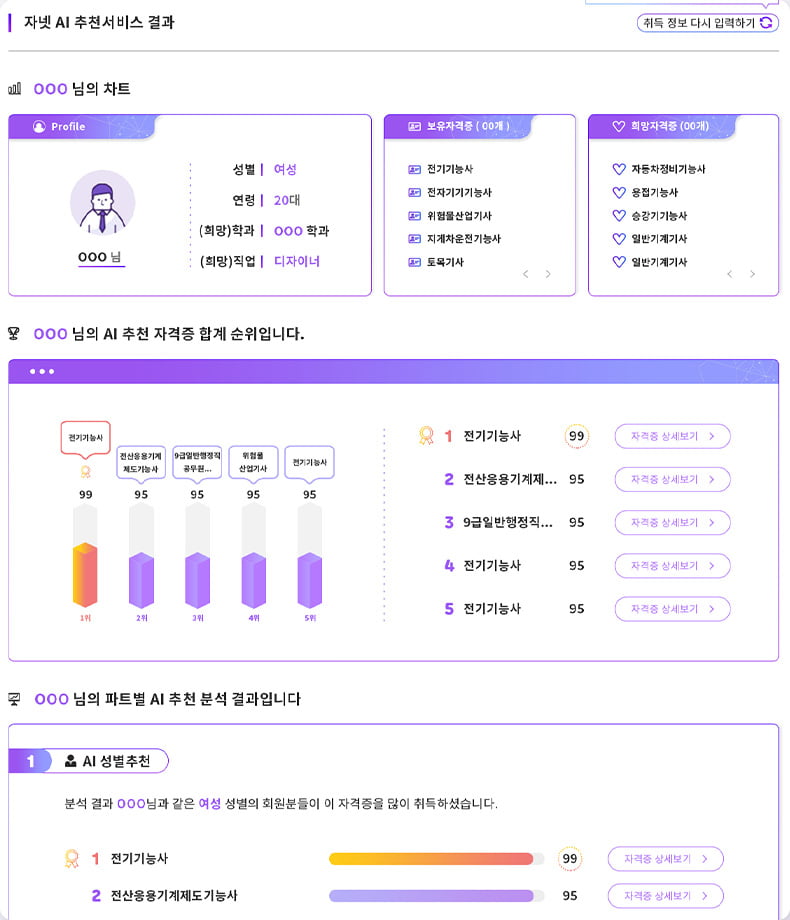 자넷 AI 추천서비스 결과
취득 정보 다시 입력하기
OOO 님의 차트
Profile
OOO 님
성별 여성
연령 20대
(희망)학과 OOO 학과
(희망)직업 디자이너
보유자격증 ( 00개 )
전기기능사
전자기기기능사
위험물산업기사
지게차운전기능사
토목기사
희망자격증 (00개)
자동차정비기능사
용접기능사
승강기기능사
일반기계기사
일반기계기사
OOO 님의 AI 추천 자격증 합계 순위입니다.
전기기능사
전산응용기계
제도기능사
9급일반행정직
공무원...
위험물
산업기사
전기기능사
99 95 95 95 95
1위 2위 3위 4위 5위
1 전기기능사 99 자격증 상세보기
2 전산응용기계제... 95 자격증 상세보기
3 9급일반행정직... 95 자격증 상세보기
4 전기기능사 95 자격증 상세보기
5 전기기능사 95 자격증 상세보기
OOO 님의 파트별 AI 추천 분석 결과입니다
1 AI 성별추천
분석 결과 OOO님과 같은 여성 성별의 회원분들이 이 자격증을 많이 취득하셨습니다.
1 전기기능사 99 자격증 상세보기
2 전산응용기계제도기능사 95 자격증 상세보기